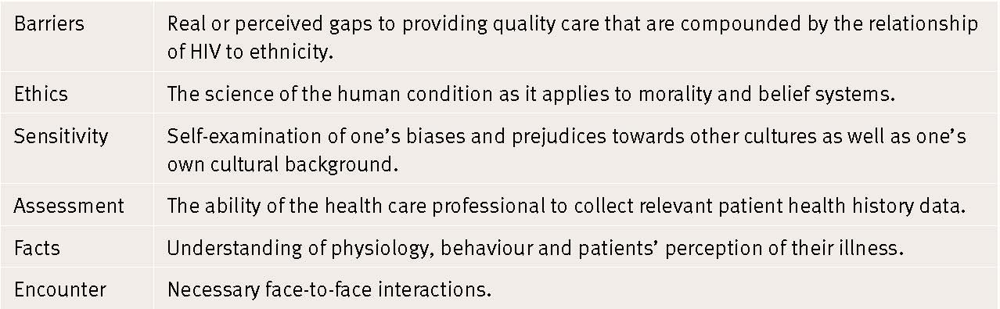 Barriers Real or perceived gaps to providing quality care that are compounded by the relationship
of HIV to ethnicity.
Ethics The science of the human condition as it applies to morality and belief systems.
Sensitivity Self-examination of one’s biases and prejudices towards other cultures as well as one’s
own cultural background.
Assessment The ability of the health care professional to collect relevant patient health history data.
Facts Understanding of physiology, behaviour and patients’ perception of their illness.
Encounter Necessary face-to-face interactions.